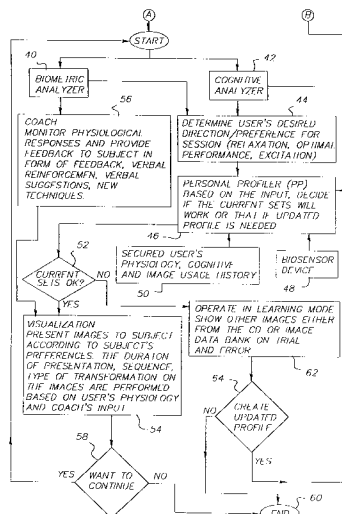 A
B
START
40
42
BIOMETRIC
ANALYZER
COGNITIVE
ANALYZER
56
44
COACH
MONITOR PHYSIOLOGICAL
RESPONSES AND PROVIDE
FEEDBACK TO SUBJECT IN
FORM OF FEEDBACK, VERBAL
REINFORCEMEN, VERBAL
SUGGESTIONS, NEW
TECHNIQUES.
DETERMINE USER'S DESIRED
DIRECTION/PREFERENCE FOR
SESSION (RELAXATION, OPTIMAL
PERFORMANCE, EXCITATION)
PERSONAL PROFILER (PP)
BASED ON THE INPUT, DECIDE
IF THE CURRENT SETS WILL
WORK OR THAT IF UPDATED
PROFILE IS NEEDED
46
52
CURRENT
SETS OK?
NO
YES
SECURED USER'S
PHYSIOLOGY, COGNITIVE
AND IMAGE USAGE HISTORY
50
BIOSENSOR
DEVICE
48
VISUALIZATION
PRESENT IMAGES TO SUBJECT
ACCORDING TO SUBJECT'S
PREFERENCES. THE DURATION
OF PRESENTATION, SEQUENCE,
TYPE OF TRANSFORMATION ON
THE IMAGES ARE PERFORMED
BASED ON USER'S PHYSIOLOGY
AND COACH'S INPUT
54
OPERATE IN LEARNING MODE
SHOW OTHER IMAGES EITHER
FROM THE CD OR IMAGE
DATA BANK ON TRIAL
AND ERROR
62
64
NO
CREATE
UPDATED
PROFILE
YES
58
YES
WANT TO
CONTINUE
NO
60
END